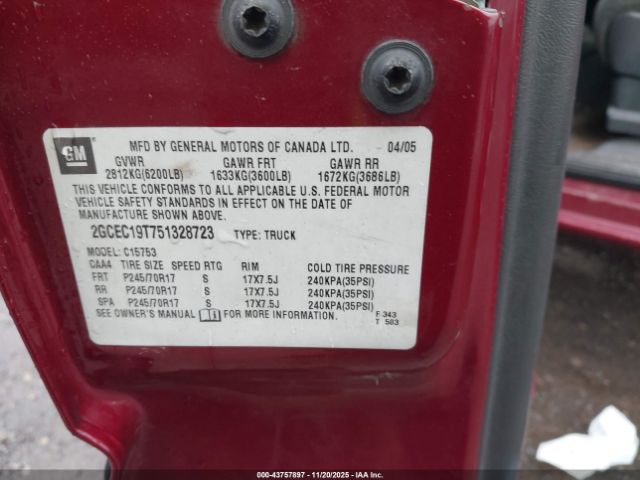 GM
MFD BY GENERAL MOTORS OF CANADA LTD. 04/05
GVWR GAWR FRT GAWR RR
2812KG(6200LB) 1633KG(3600LB) 1672KG(3686LB)
THIS VEHICLE CONFORMS TO ALL APPLICABLE U.S. FEDERAL MOTOR
VEHICLE SAFETY STANDARDS IN EFFECT ON THE DATE OF
MANUFACTURE SHOWN ABOVE.
2GCEC19T751328723 TYPE: TRUCK
MODEL: C15753
CAA4 TIRE SIZE SPEED RTG RIM COLD TIRE PRESSURE
FRT P245/70R17 S 17X7.5J 240KPA(35PSI)
RR P245/70R17 S 17X7.5J 240KPA(35PSI)
SPA P245/70R17 S 17X7.5J 240KPA(35PSI)
SEE OWNER'S MANUAL FOR MORE INFORMATION. F 343
T 583
000-43757897 - 11/20/2025 - IAA, Inc.